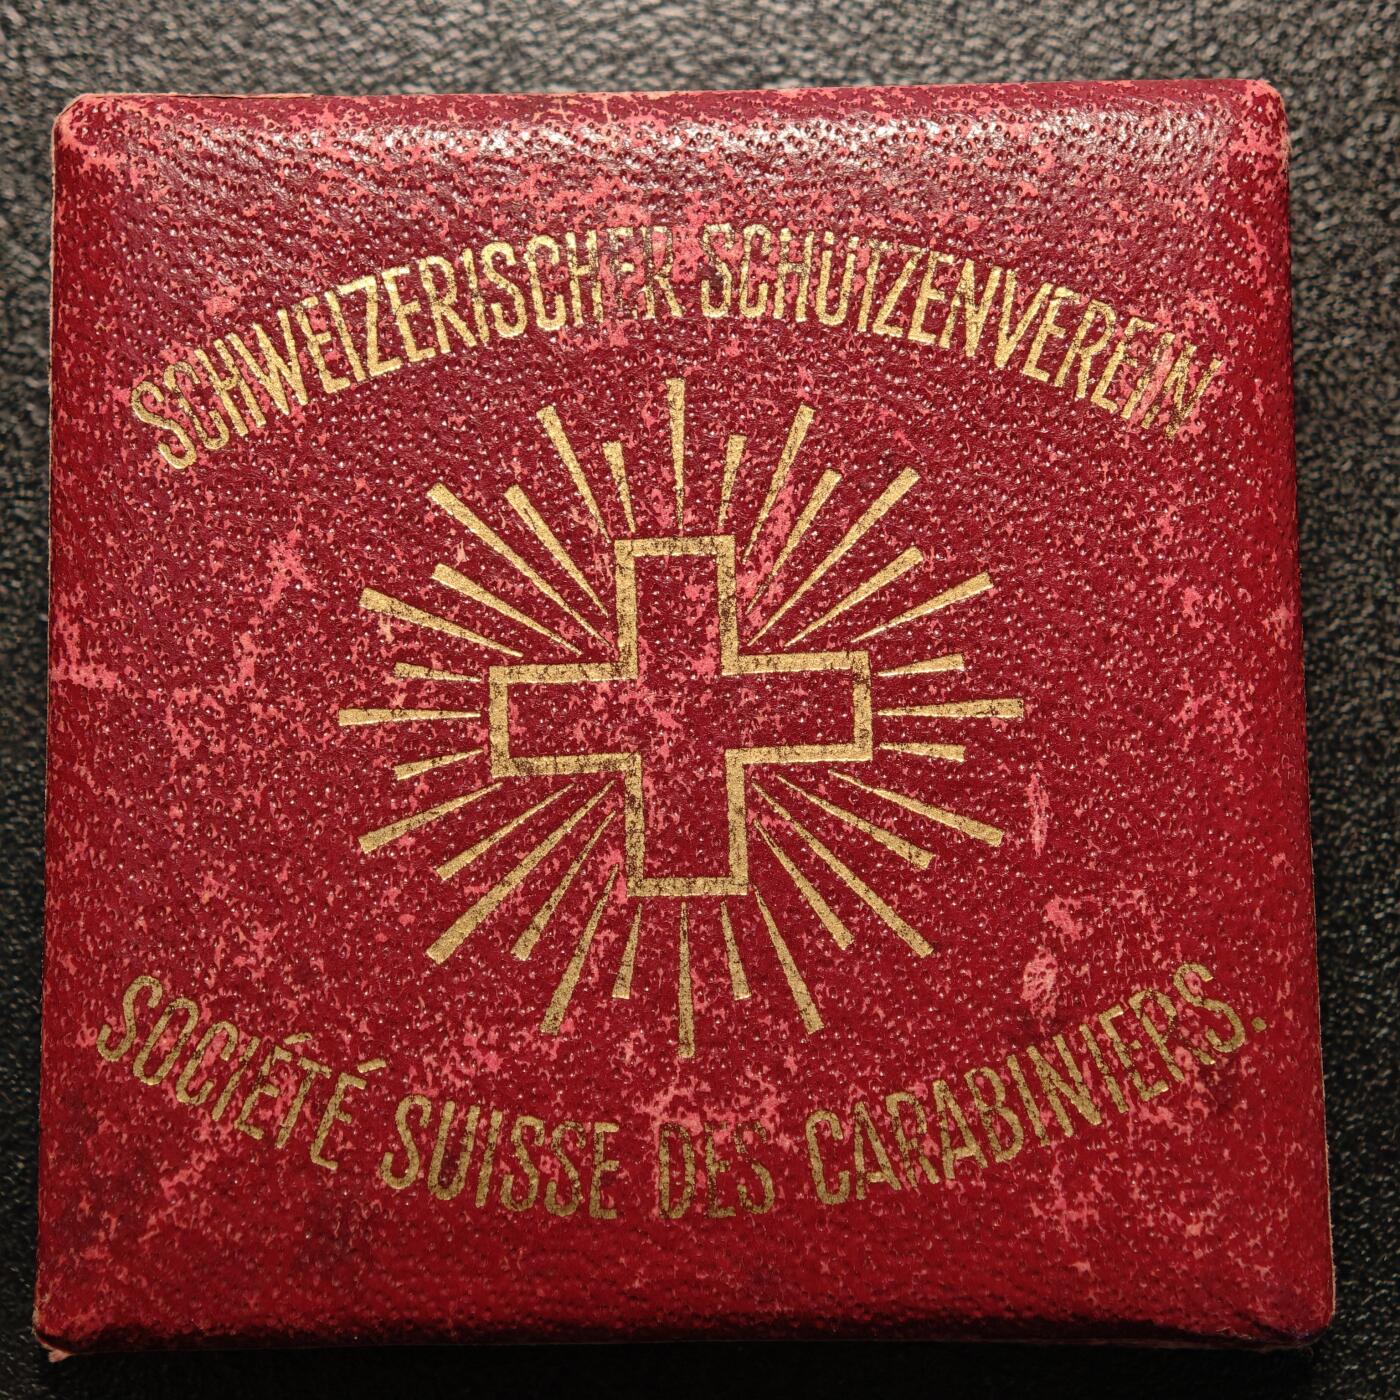 SCHWEIZERISCHER SCHÜTZENVEREIN
SOCIÉTÉ SUISSE DES CARABINIERS.